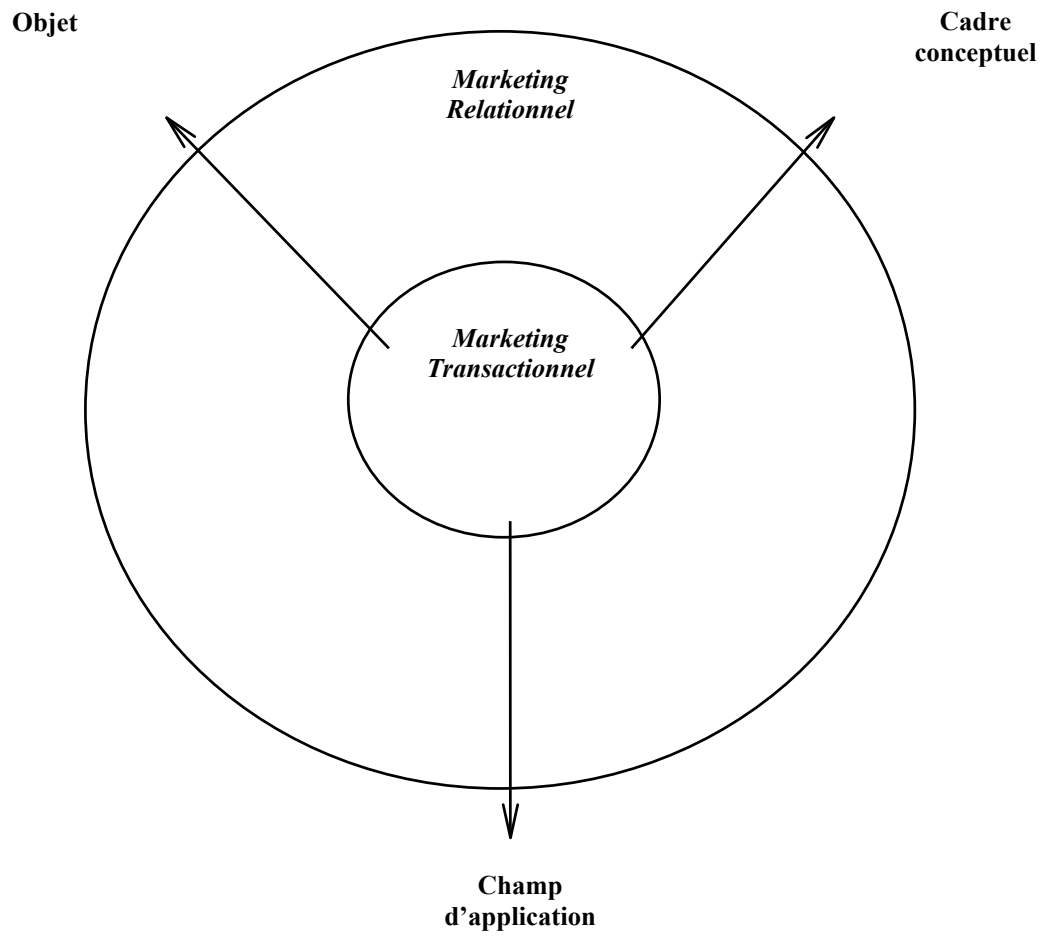 Objet
Cadre
conceptuel
Marketing
Relationnel
Marketing
Transactionnel
Champ
d’application